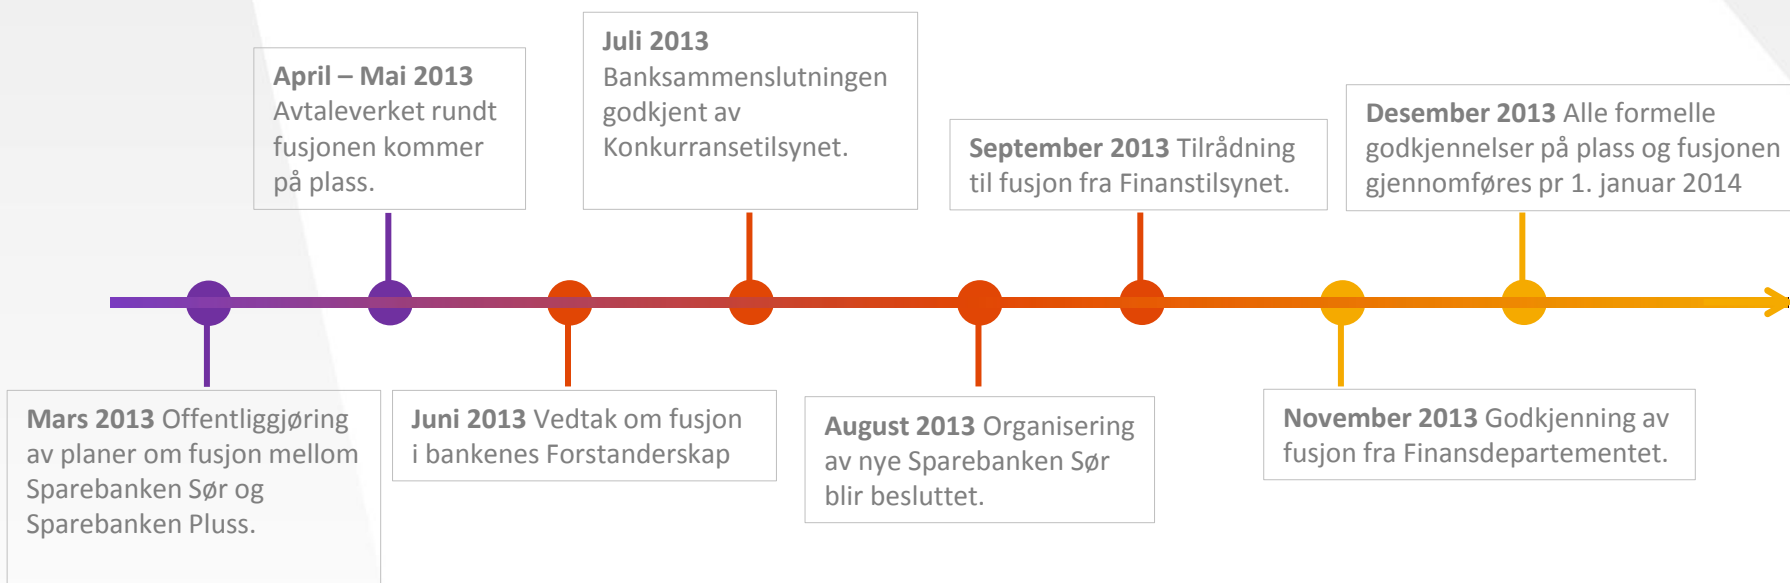 Mars 2013 Offentliggjøring
av planer om fusjon mellom
Sparebanken Sør og
Sparebanken Pluss.
April – Mai 2013
Avtaleverket rundt
fusjonen kommer
på plass.
Juni 2013 Vedtak om fusjon
i bankenes Forstanderskap
Juli 2013
Banksammenslutningen
godkjent av
Konkurransetilsynet.
August 2013 Organisering
av nye Sparebanken Sør
blir besluttet.
September 2013 Tilrådning
til fusjon fra Finanstilsynet.
November 2013 Godkjenning av
fusjon fra Finansdepartementet.
Desember 2013 Alle formelle
godkjennelser på plass og fusjonen
gjennomføres pr 1. januar 2014